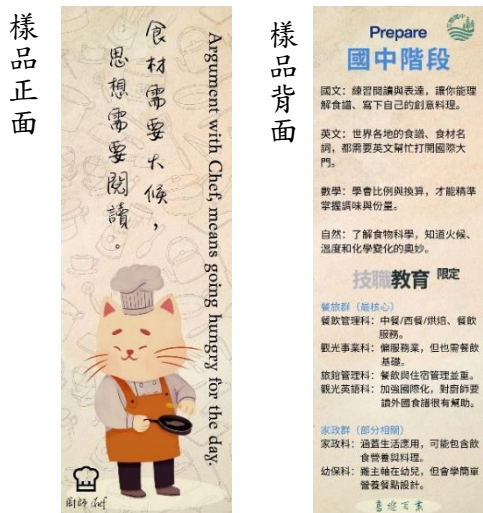 樣品正面
食材需要火候，
思想需要閱讀。
Argument with Chef, means going hungry for the day.
廚師 chef
樣品背面
Prepare
國中階段
國文：練習閱讀與表達，讓你能理
解食譜、寫下自己的創意料理。
英文：世界各地的食譜、食材名
詞，都需要英文幫忙打開國際大
門。
數學：學會比例與換算，才能精準
掌握調味與份量。
自然：了解食物科學，知道火候、
溫度和化學變化的奧妙。
技職教育 限定
餐旅群（最核心）
餐飲管理科：中餐/西餐/烘焙、餐飲
服務。
觀光事業科：偏服務業，但也需餐飲
基礎。
旅館管理科：餐飲與住宿管理並重。
觀光英語科：加強國際化，對廚師要
讀外國食譜很有幫助。
家政群（部分相關）
家政科：涵蓋生活應用，可能包含飲
食營養與料理。
幼保科：雖主軸在幼兒，但會學簡單
營養餐點設計。